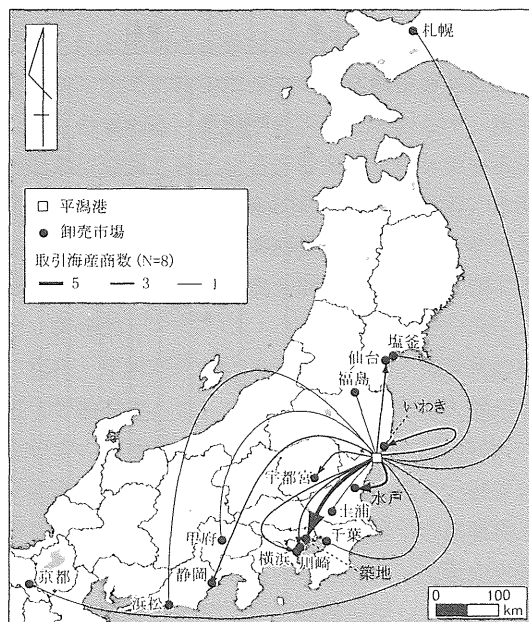 札幌
□ 平潟港
● 卸売市場
取引海産商数 (N=8)
5 3 1
塩釜
仙台
福島
いわき
宇都宮
水戸
土浦
甲府
千葉
横浜
川崎
築地
静岡
京都
浜松
0 100
km